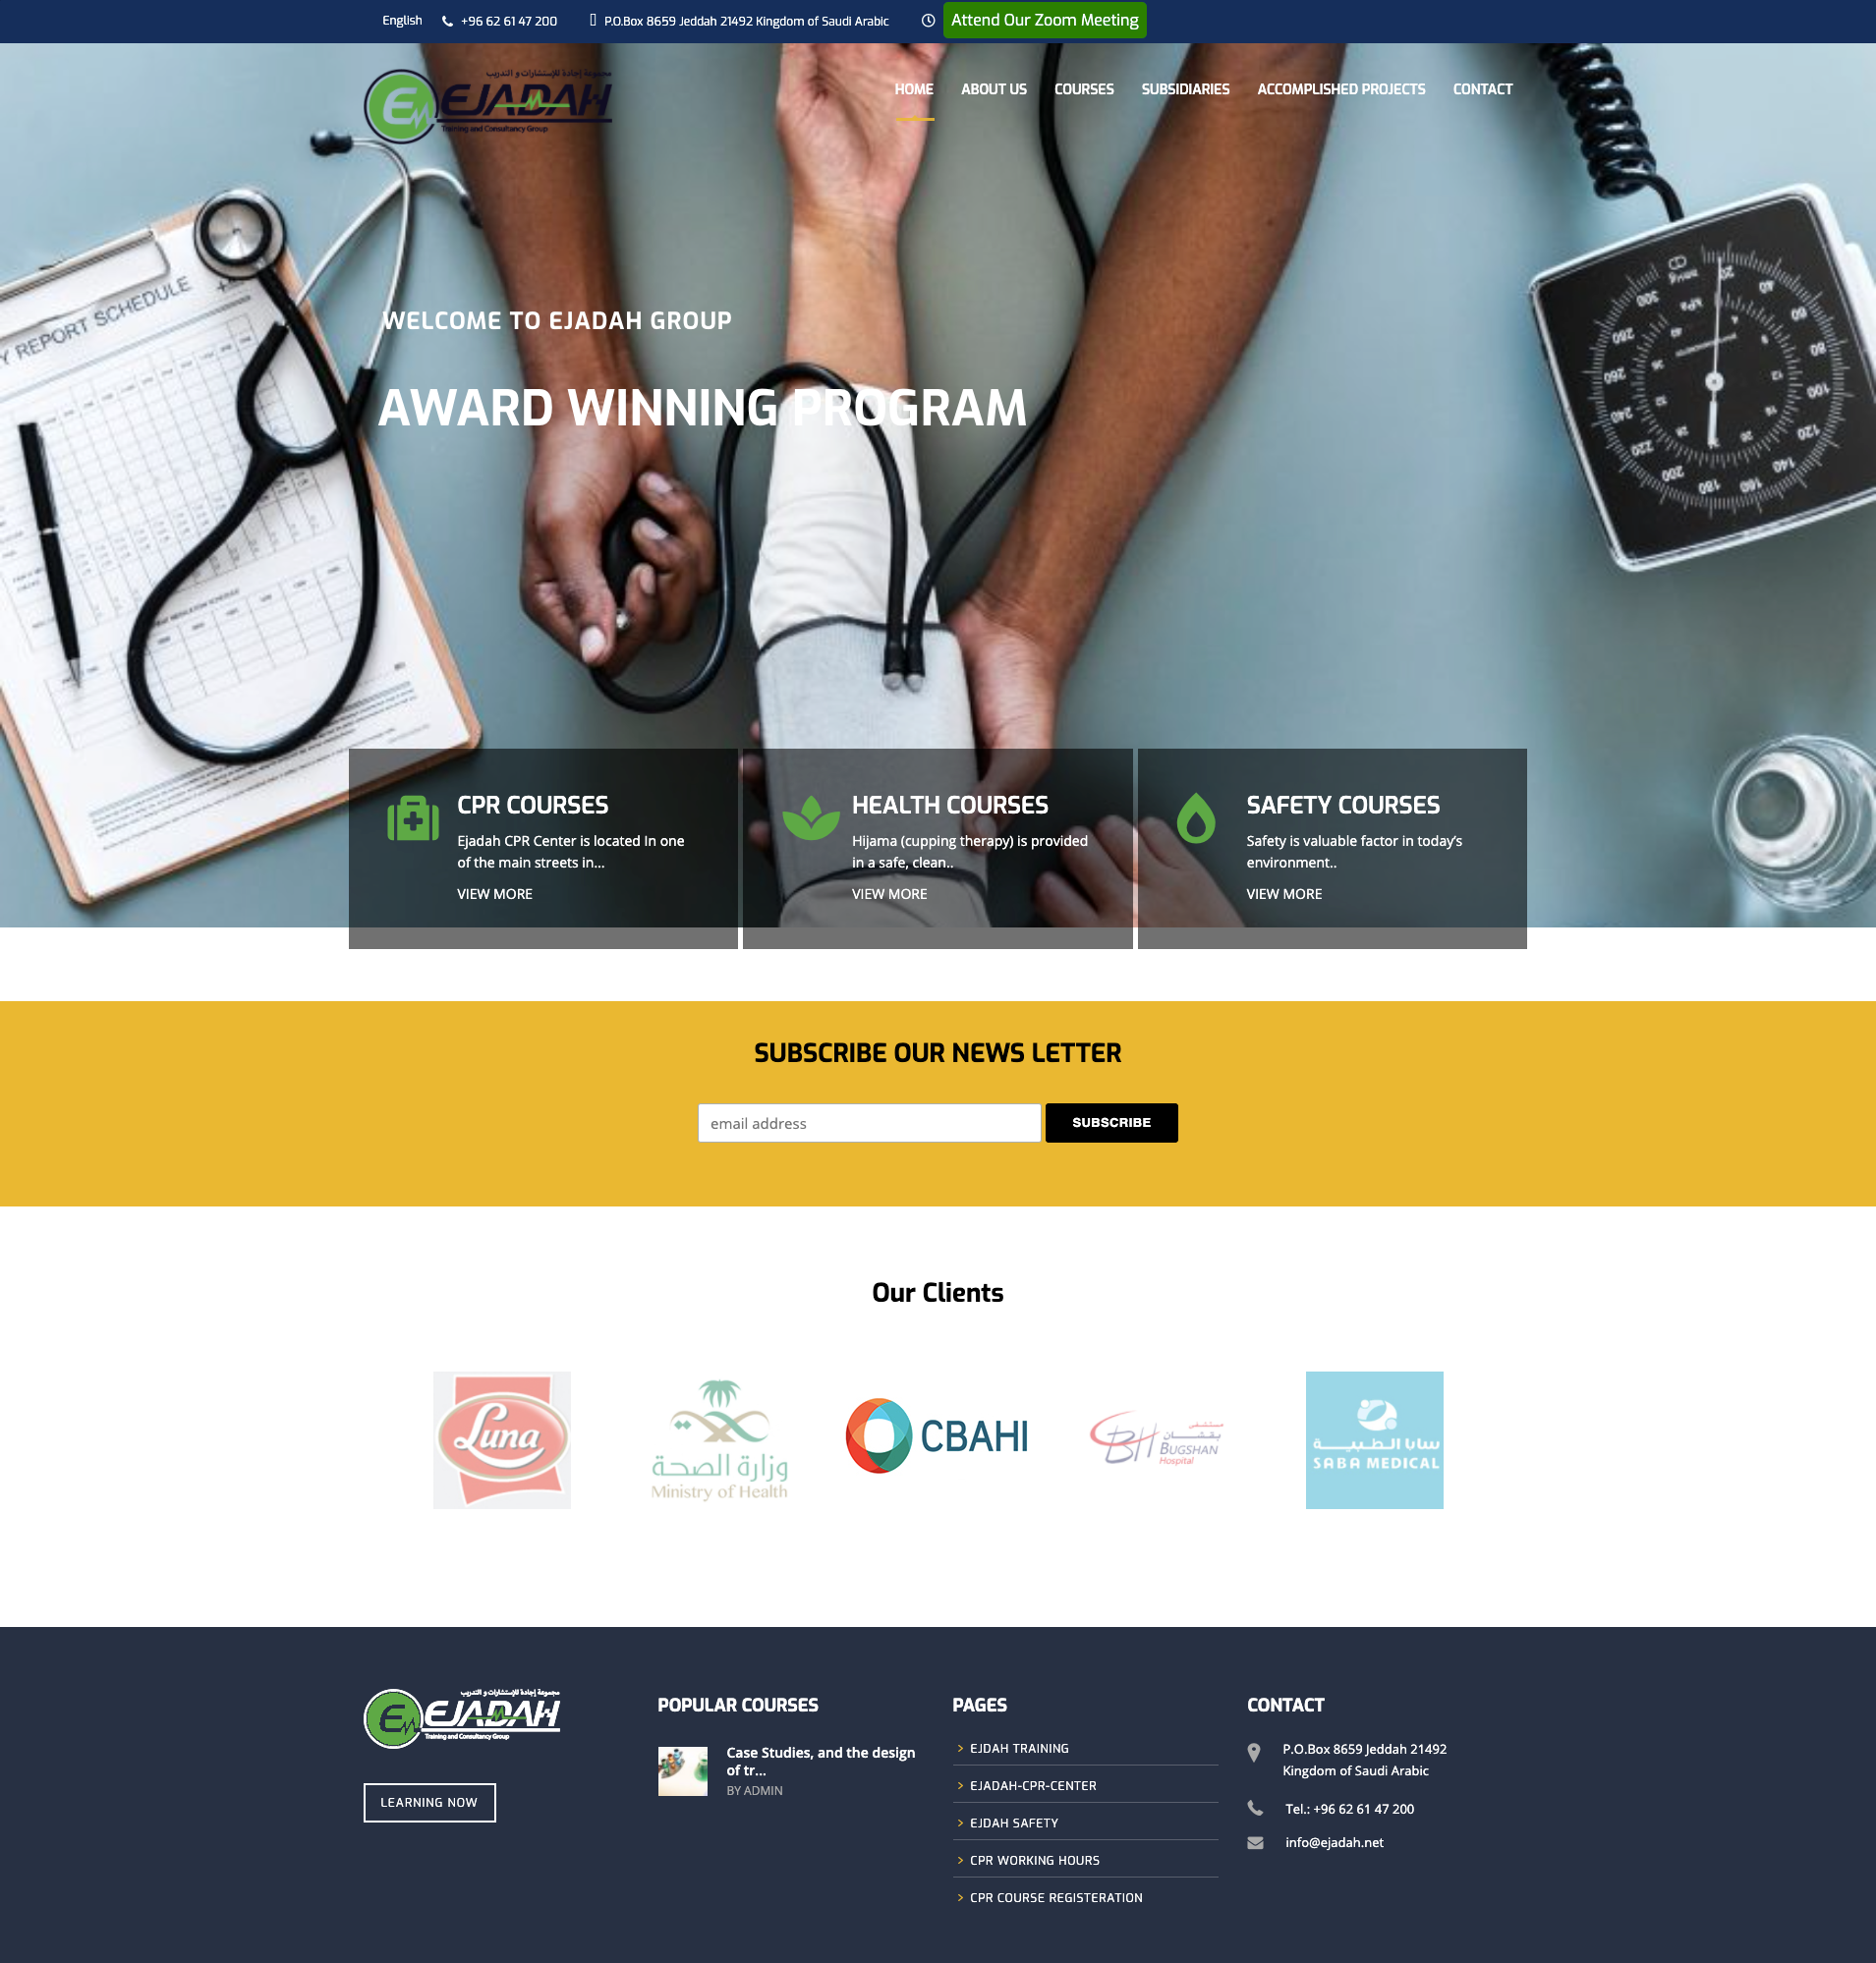 English
+96 62 61 47 200
P.O.Box 8659 Jeddah 21492 Kingdom of Saudi Arabic
Attend Our Zoom Meeting
مجموعة إجادة للإستشارات و التدريب
EJADAH
Training and Consultancy Group
HOME
ABOUT US
COURSES
SUBSIDIARIES
ACCOMPLISHED PROJECTS
CONTACT
Y REPORT SCHEDULE
WELCOME TO EJADAH GROUP
AWARD WINNING PROGRAM
CPR COURSES
Ejadah CPR Center is located In one
of the main streets in...
VIEW MORE
HEALTH COURSES
Hijama (cupping therapy) is provided
in a safe, clean..
VIEW MORE
SAFETY COURSES
Safety is valuable factor in today’s
environment..
VIEW MORE
SUBSCRIBE OUR NEWS LETTER
email address
SUBSCRIBE
Our Clients
Luna
وزارة الصحة
Ministry of Health
CBAHI
مستشفى
بقشان
BH BUGSHAN
Hospital
سابا الطبية
SABA MEDICAL
مجموعة إجادة للإستشارات و التدريب
EJADAH
Training and Consultancy Group
LEARNING NOW
POPULAR COURSES
Case Studies, and the design
of tr...
BY ADMIN
PAGES
EJDAH TRAINING
EJADAH-CPR-CENTER
EJDAH SAFETY
CPR WORKING HOURS
CPR COURSE REGISTERATION
CONTACT
P.O.Box 8659 Jeddah 21492
Kingdom of Saudi Arabic
Tel.: +96 62 61 47 200
info@ejadah.net